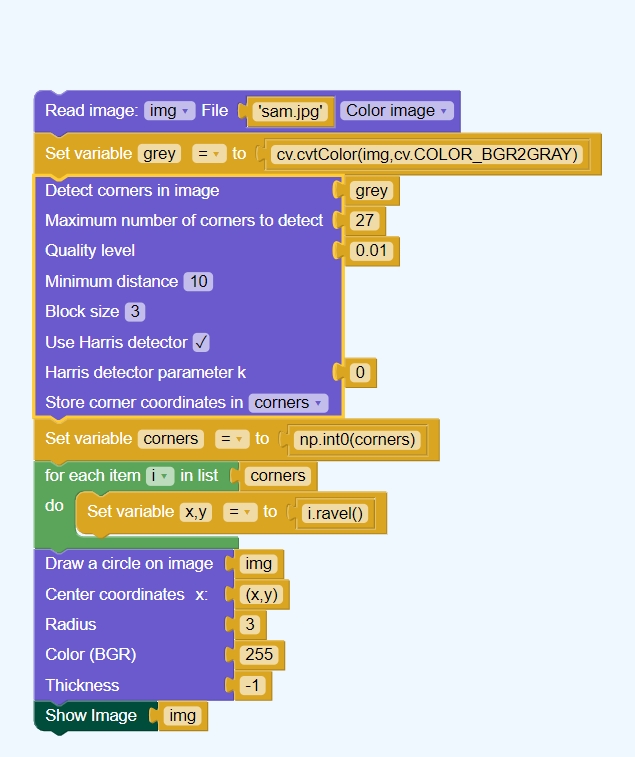 Read image: img File 'sam.jpg' Color image
Set variable grey = to cv.cvtColor(img,cv.COLOR_BGR2GRAY)
Detect corners in image grey
Maximum number of corners to detect 27
Quality level 0.01
Minimum distance 10
Block size 3
Use Harris detector ✓
Harris detector parameter k 0
Store corner coordinates in corners
Set variable corners = to np.int0(corners)
for each item i in list corners
do Set variable x,y = to i.ravel()
Draw a circle on image img
Center coordinates x: (x,y)
Radius 3
Color (BGR) 255
Thickness -1
Show Image img